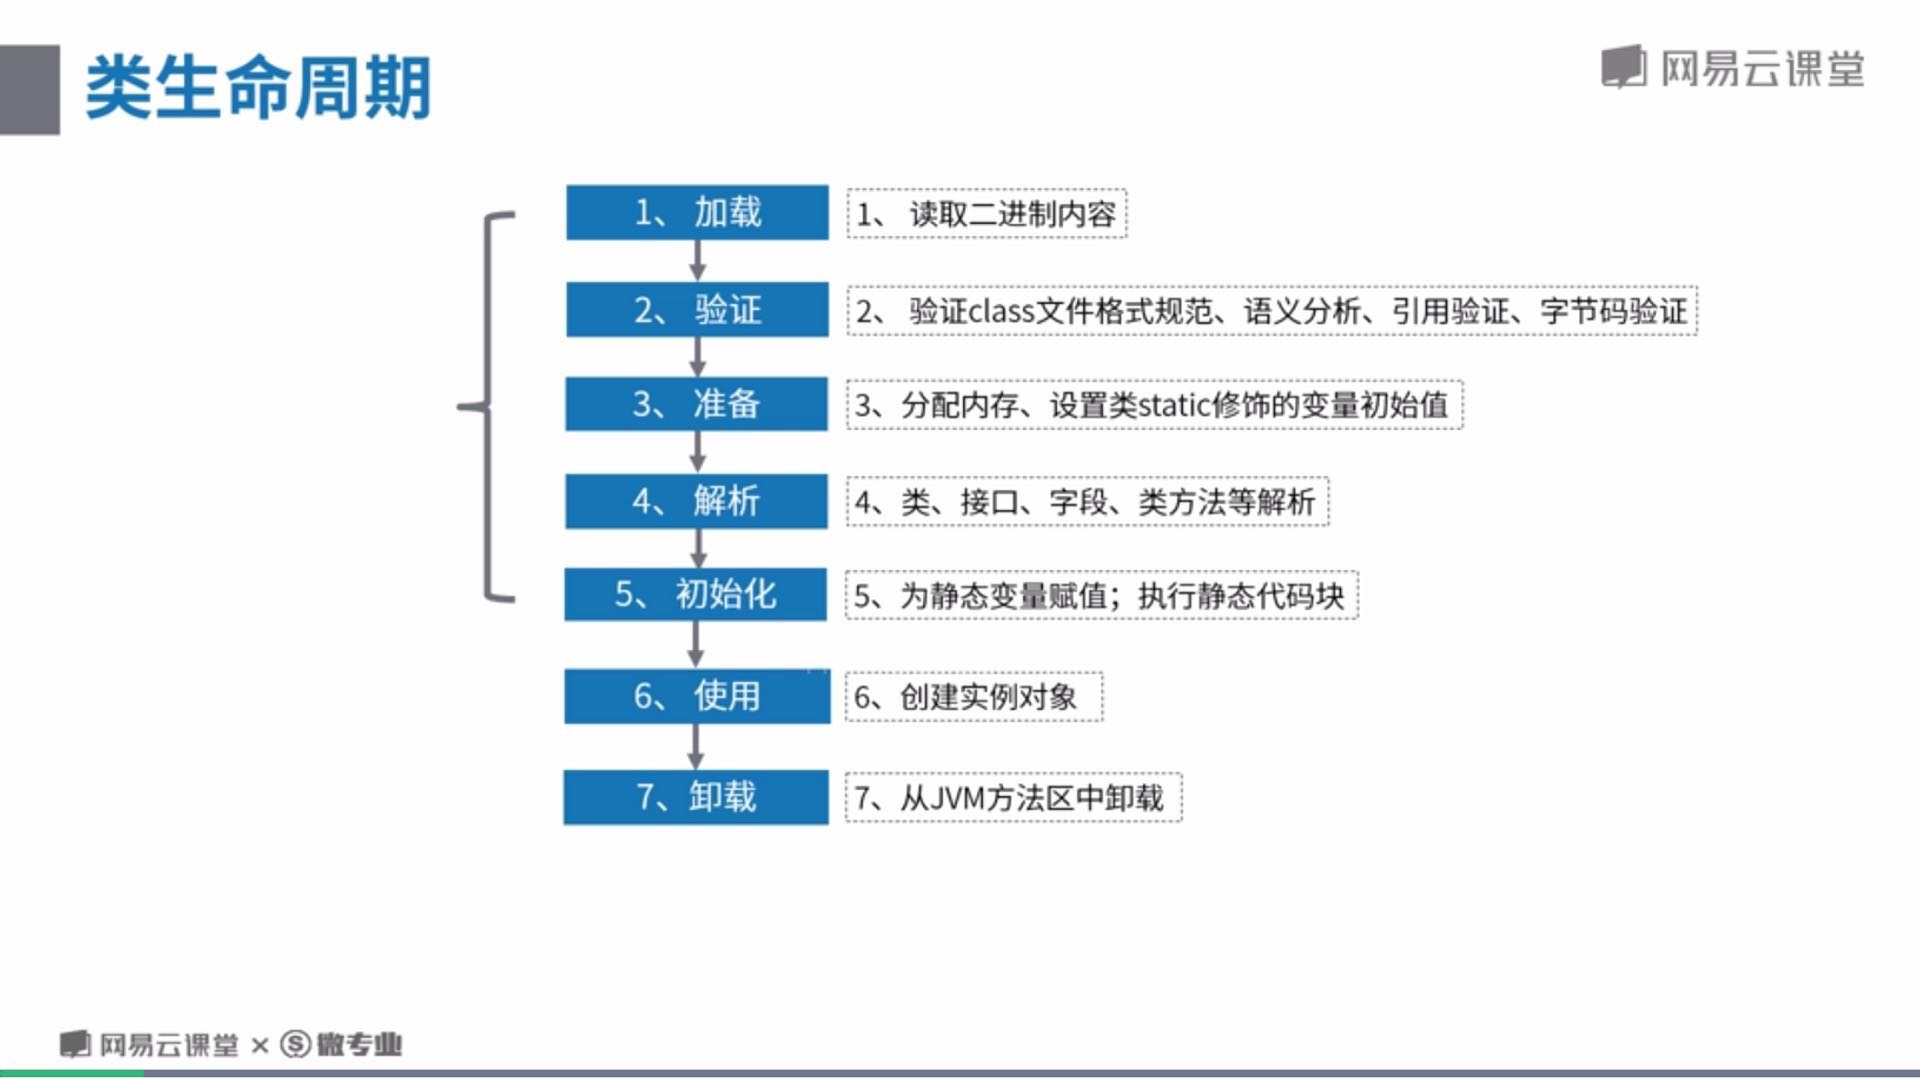 类生命周期
网易云课堂
1、 加载
1、 读取二进制内容
2、 验证
2、 验证class文件格式规范、语义分析、引用验证、字节码验证
3、 准备
3、分配内存、设置类static修饰的变量初始值
4、 解析
4、类、接口、字段、类方法等解析
5、 初始化
5、为静态变量赋值；执行静态代码块
6、 使用
6、创建实例对象
7、卸载
7、从JVM方法区中卸载
网易云课堂 × Ⓢ微专业